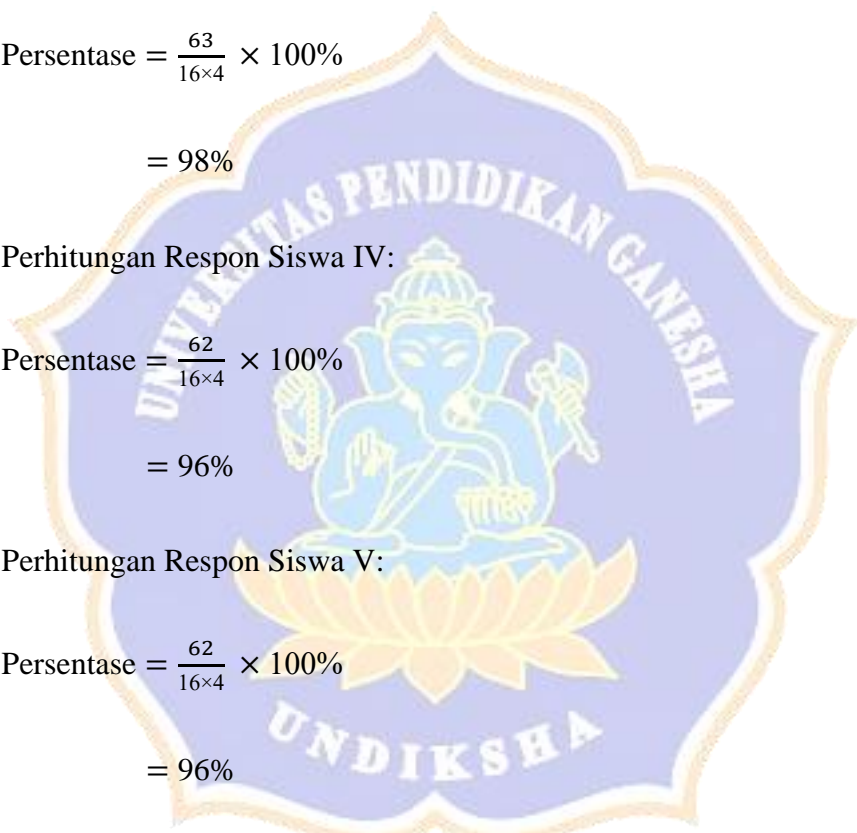 Persentase = 63/16×4 × 100%
= 98%
UNIVERSITAS PENDIDIKAN GANESHA
Perhitungan Respon Siswa IV:
Persentase = 62/16×4 × 100%
= 96%
Perhitungan Respon Siswa V:
Persentase = 62/16×4 × 100%
UNDIKSHA
= 96%